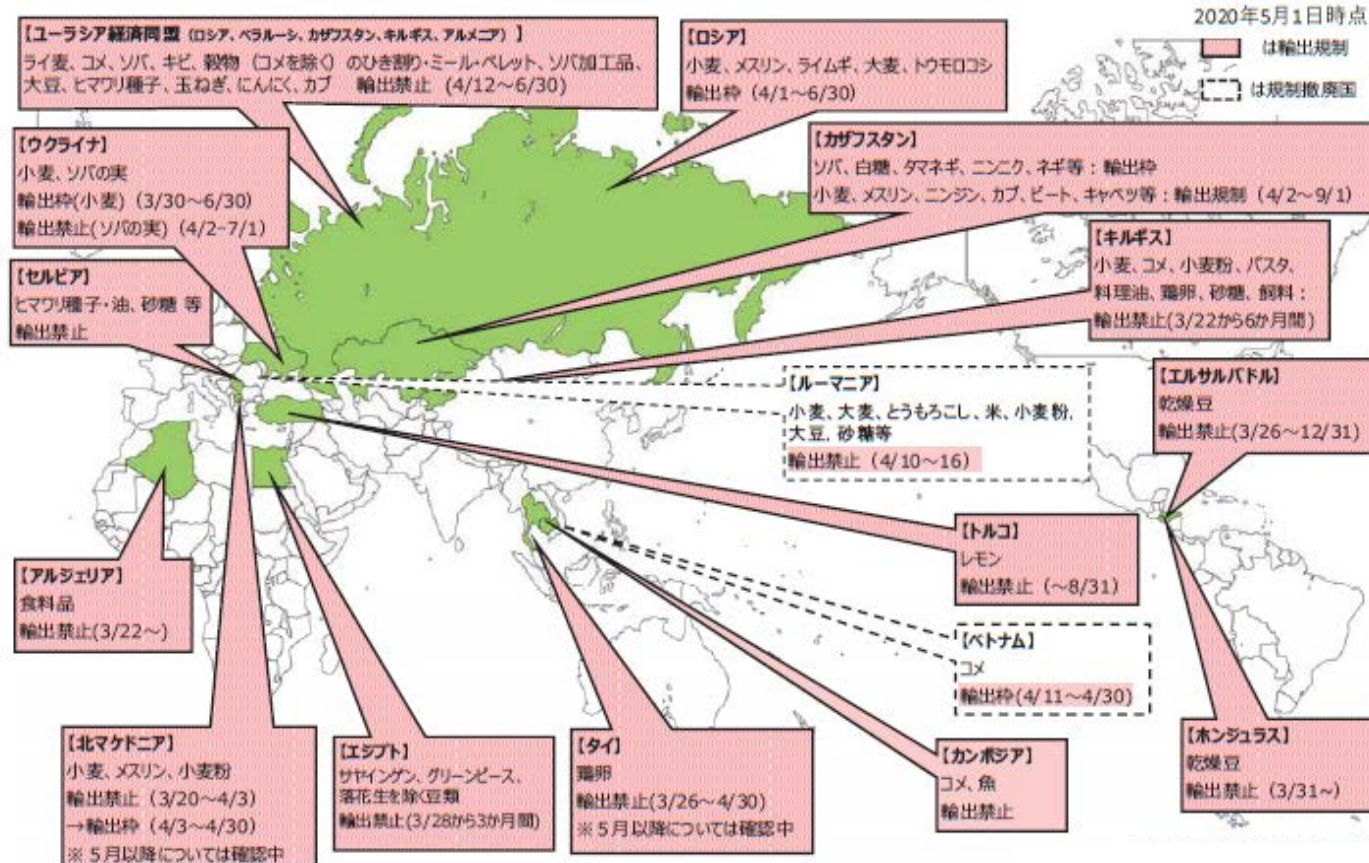 2020年5月1日時点
は輸出規制
は規制撤廃国
【ユーラシア経済同盟（ロシア、ベラルーシ、カザフスタン、キルギス、アルメニア）】
ライ麦、コメ、ソバ、キビ、穀物（コメを除く）のひき割り・ミール・ペレット、ソバ加工品、
大豆、ヒマワリ種子、玉ねぎ、にんにく、カブ　輸出禁止（4/12～6/30）
【ロシア】
小麦、メスリン、ライムギ、大麦、トウモロコシ
輸出枠（4/1～6/30）
【ウクライナ】
小麦、ソバの実
輸出枠(小麦)（3/30～6/30）
輸出禁止(ソバの実)（4/2-7/1）
【カザフスタン】
ソバ、白糖、タマネギ、ニンニク、ネギ等：輸出枠
小麦、メスリン、ニンジン、カブ、ビート、キャベツ等：輸出規制（4/2～9/1）
【セルビア】
ヒマワリ種子・油、砂糖 等
輸出禁止
【キルギス】
小麦、コメ、小麦粉、パスタ、
料理油、鶏卵、砂糖、飼料：
輸出禁止(3/22から6か月間)
【ルーマニア】
小麦、大麦、とうもろこし、米、小麦粉、
大豆、砂糖等
輸出禁止（4/10～16）
【エルサルバドル】
乾燥豆
輸出禁止(3/26～12/31)
【トルコ】
レモン
輸出禁止（～8/31）
【アルジェリア】
食料品
輸出禁止(3/22～)
【ベトナム】
コメ
輸出枠(4/11～4/30)
【北マケドニア】
小麦、メスリン、小麦粉
輸出禁止（3/20～4/3）
→輸出枠（4/3～4/30）
※５月以降については確認中
【エジプト】
サヤインゲン、グリーンピース、
落花生を除く豆類
輸出禁止(3/28から3か月間)
【タイ】
鶏卵
輸出禁止(3/26～4/30)
※５月以降については確認中
【カンボジア】
コメ、魚
輸出禁止
【ホンジュラス】
乾燥豆
輸出禁止（3/31～)